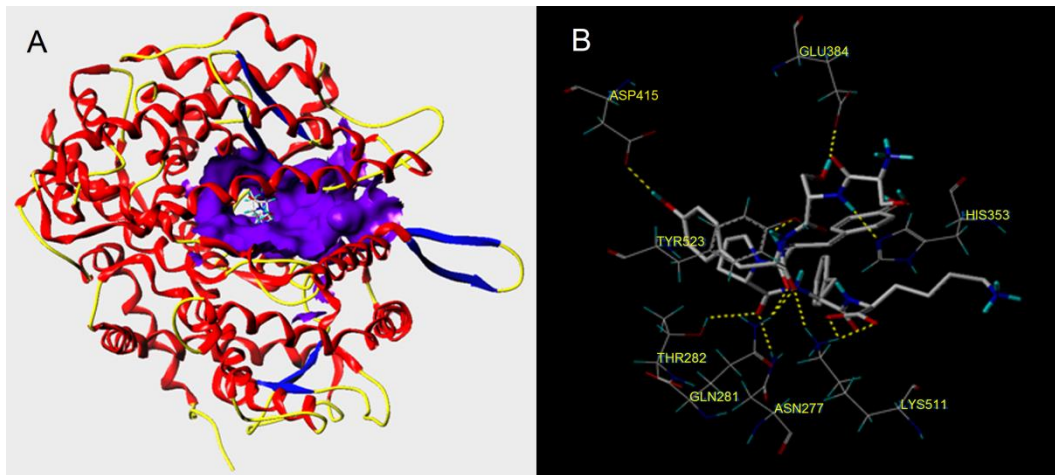 A
B
GLU384
ASP415
HIS353
TYR523
THR282
GLN281
ASN277
LYS511